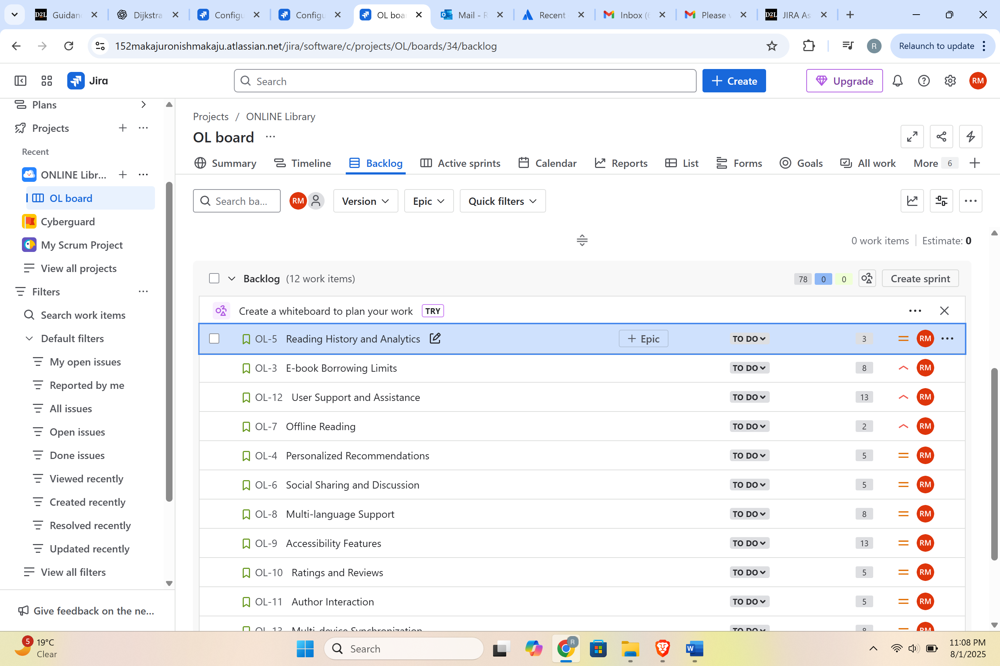 D2L Guidanc
Dijkstra
Configu
Configu
OL boar
Mail - R
Recent
Inbox (6
Please v
D2L JIRA As
152makajuronishmakaju.atlassian.net/jira/software/c/projects/OL/boards/34/backlog
R
Relaunch to update
Jira
Search
Create
Upgrade
RM
Plans
Projects
Recent
ONLINE Libr...
OL board
Cyberguard
My Scrum Project
View all projects
Filters
Search work items
Default filters
My open issues
Reported by me
All issues
Open issues
Done issues
Viewed recently
Created recently
Resolved recently
Updated recently
View all filters
Give feedback on the ne...
Projects / ONLINE Library
OL board
Summary Timeline Backlog Active sprints Calendar Reports List Forms Goals All work More 6
Search ba... RM Version Epic Quick filters
0 work items Estimate: 0
Backlog (12 work items) 78 0 0 Create sprint
Create a whiteboard to plan your work TRY
OL-5 Reading History and Analytics Epic TO DO 3 RM
OL-3 E-book Borrowing Limits TO DO 8 RM
OL-12 User Support and Assistance TO DO 13 RM
OL-7 Offline Reading TO DO 2 RM
OL-4 Personalized Recommendations TO DO 5 RM
OL-6 Social Sharing and Discussion TO DO 5 RM
OL-8 Multi-language Support TO DO 8 RM
OL-9 Accessibility Features TO DO 13 RM
OL-10 Ratings and Reviews TO DO 5 RM
OL-11 Author Interaction TO DO 5 RM
OL-13 Multi-device Synchronization TO DO 8 RM
5
19°C
Clear
Search
R
W
11:08 PM
8/1/2025